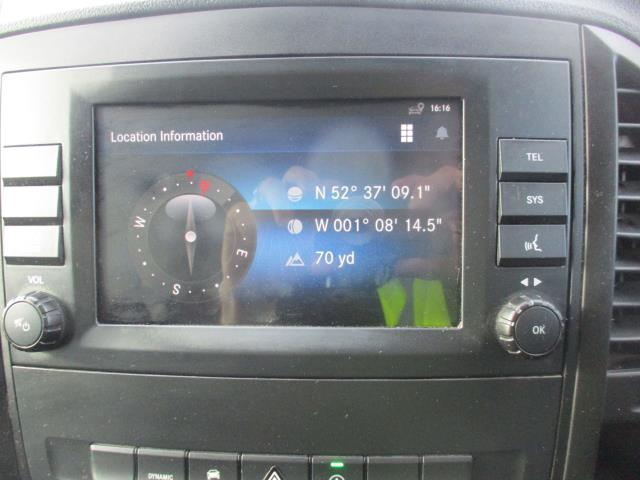 16:16
Location Information
N 52° 37' 09.1"
W 001° 08' 14.5"
70 yd
N
W
E
S
TEL
SYS
VOL
OK
DYNAMIC